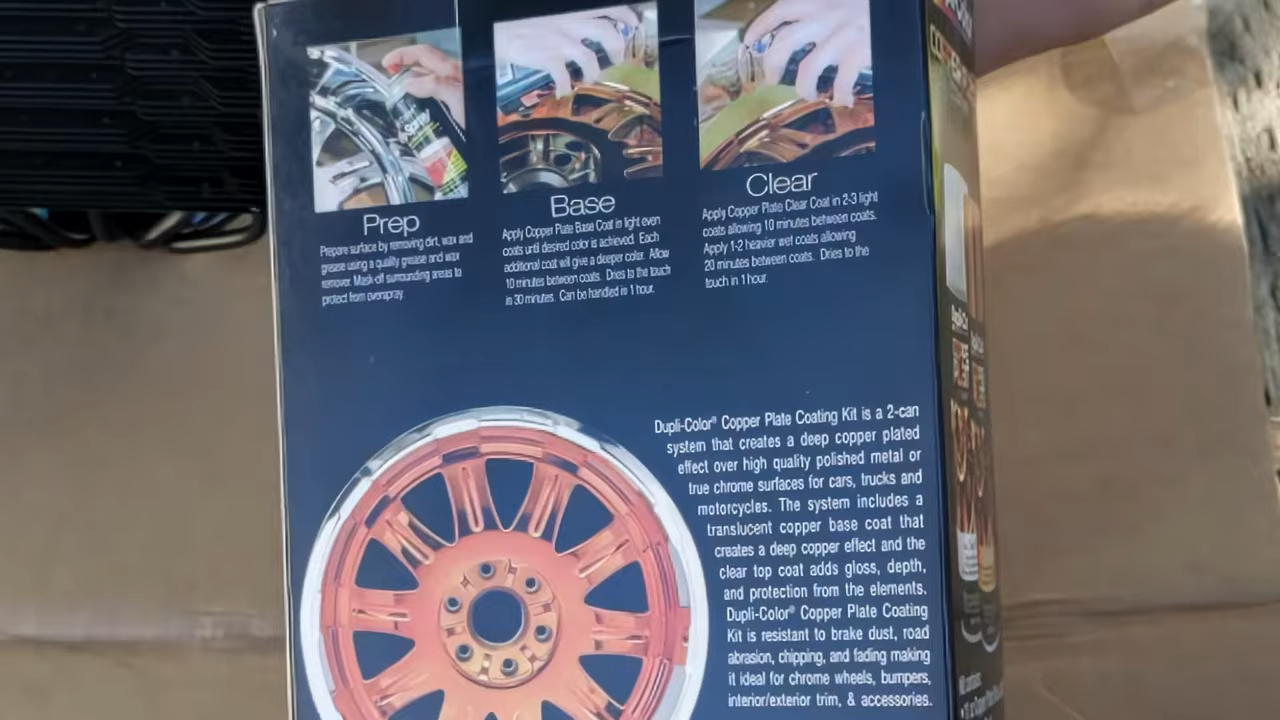 Spray
Prep
Prepare surface by removing dirt, wax and
grease using a quality grease and wax
remover. Mask-off surrounding areas to
protect from overspray.
Base
Apply Copper Plate Base Coat in light even
coats until desired color is achieved. Each
additional coat will give a deeper color. Allow
10 minutes between coats. Dries to the touch
in 30 minutes. Can be handled in 1 hour.
Clear
Apply Copper Plate Clear Coat in 2-3 light
coats allowing 10 minutes between coats.
Apply 1-2 heavier wet coats allowing
20 minutes between coats. Dries to the
touch in 1 hour.
Dupli-Color® Copper Plate Coating Kit is a 2-can
system that creates a deep copper plated
effect over high quality polished metal or
true chrome surfaces for cars, trucks and
motorcycles. The system includes a
translucent copper base coat that
creates a deep copper effect and the
clear top coat adds gloss, depth,
and protection from the elements.
Dupli-Color® Copper Plate Coating
Kit is resistant to brake dust, road
abrasion, chipping, and fading making
it ideal for chrome wheels, bumpers,
interior/exterior trim, & accessories.